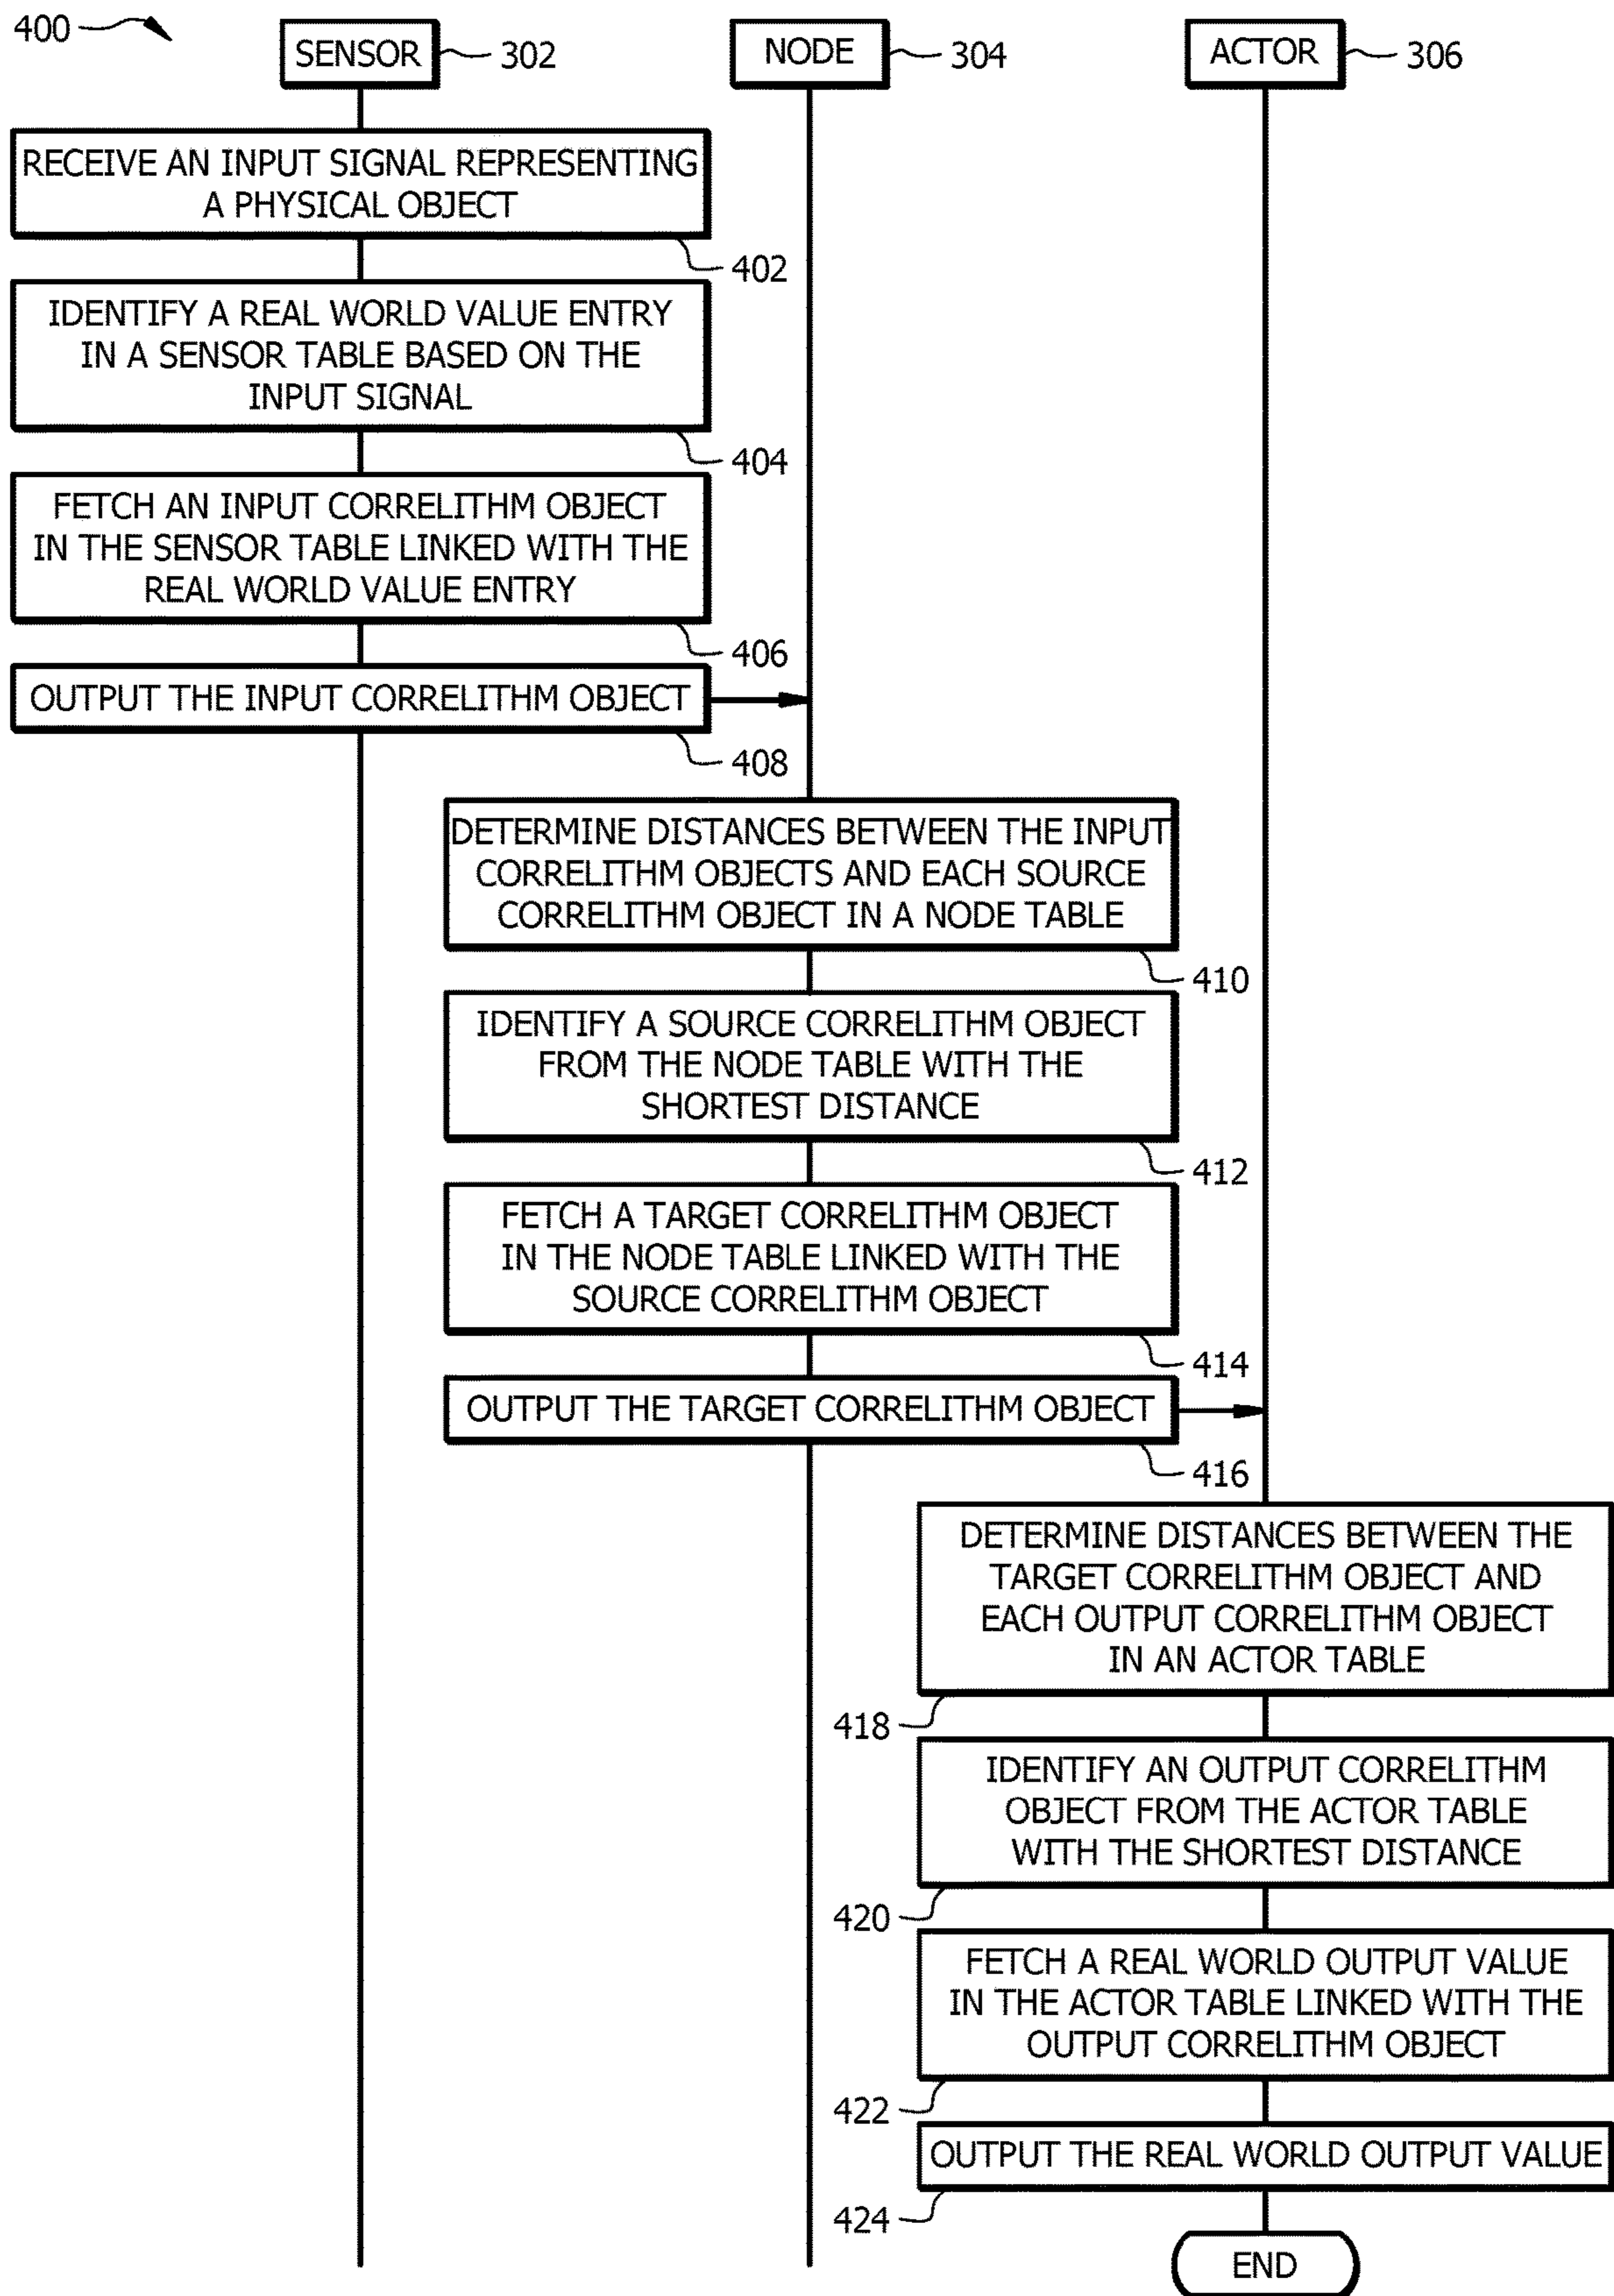 400
SENSOR
302
NODE
304
ACTOR
306
RECEIVE AN INPUT SIGNAL REPRESENTING
A PHYSICAL OBJECT
402
IDENTIFY A REAL WORLD VALUE ENTRY
IN A SENSOR TABLE BASED ON THE
INPUT SIGNAL
404
FETCH AN INPUT CORRELITHM OBJECT
IN THE SENSOR TABLE LINKED WITH THE
REAL WORLD VALUE ENTRY
406
OUTPUT THE INPUT CORRELITHM OBJECT
408
DETERMINE DISTANCES BETWEEN THE INPUT
CORRELITHM OBJECTS AND EACH SOURCE
CORRELITHM OBJECT IN A NODE TABLE
410
IDENTIFY A SOURCE CORRELITHM OBJECT
FROM THE NODE TABLE WITH THE
SHORTEST DISTANCE
412
FETCH A TARGET CORRELITHM OBJECT
IN THE NODE TABLE LINKED WITH THE
SOURCE CORRELITHM OBJECT
414
OUTPUT THE TARGET CORRELITHM OBJECT
416
DETERMINE DISTANCES BETWEEN THE
TARGET CORRELITHM OBJECT AND
EACH OUTPUT CORRELITHM OBJECT
IN AN ACTOR TABLE
418
IDENTIFY AN OUTPUT CORRELITHM
OBJECT FROM THE ACTOR TABLE
WITH THE SHORTEST DISTANCE
420
FETCH A REAL WORLD OUTPUT VALUE
IN THE ACTOR TABLE LINKED WITH THE
OUTPUT CORRELITHM OBJECT
422
OUTPUT THE REAL WORLD OUTPUT VALUE
424
END